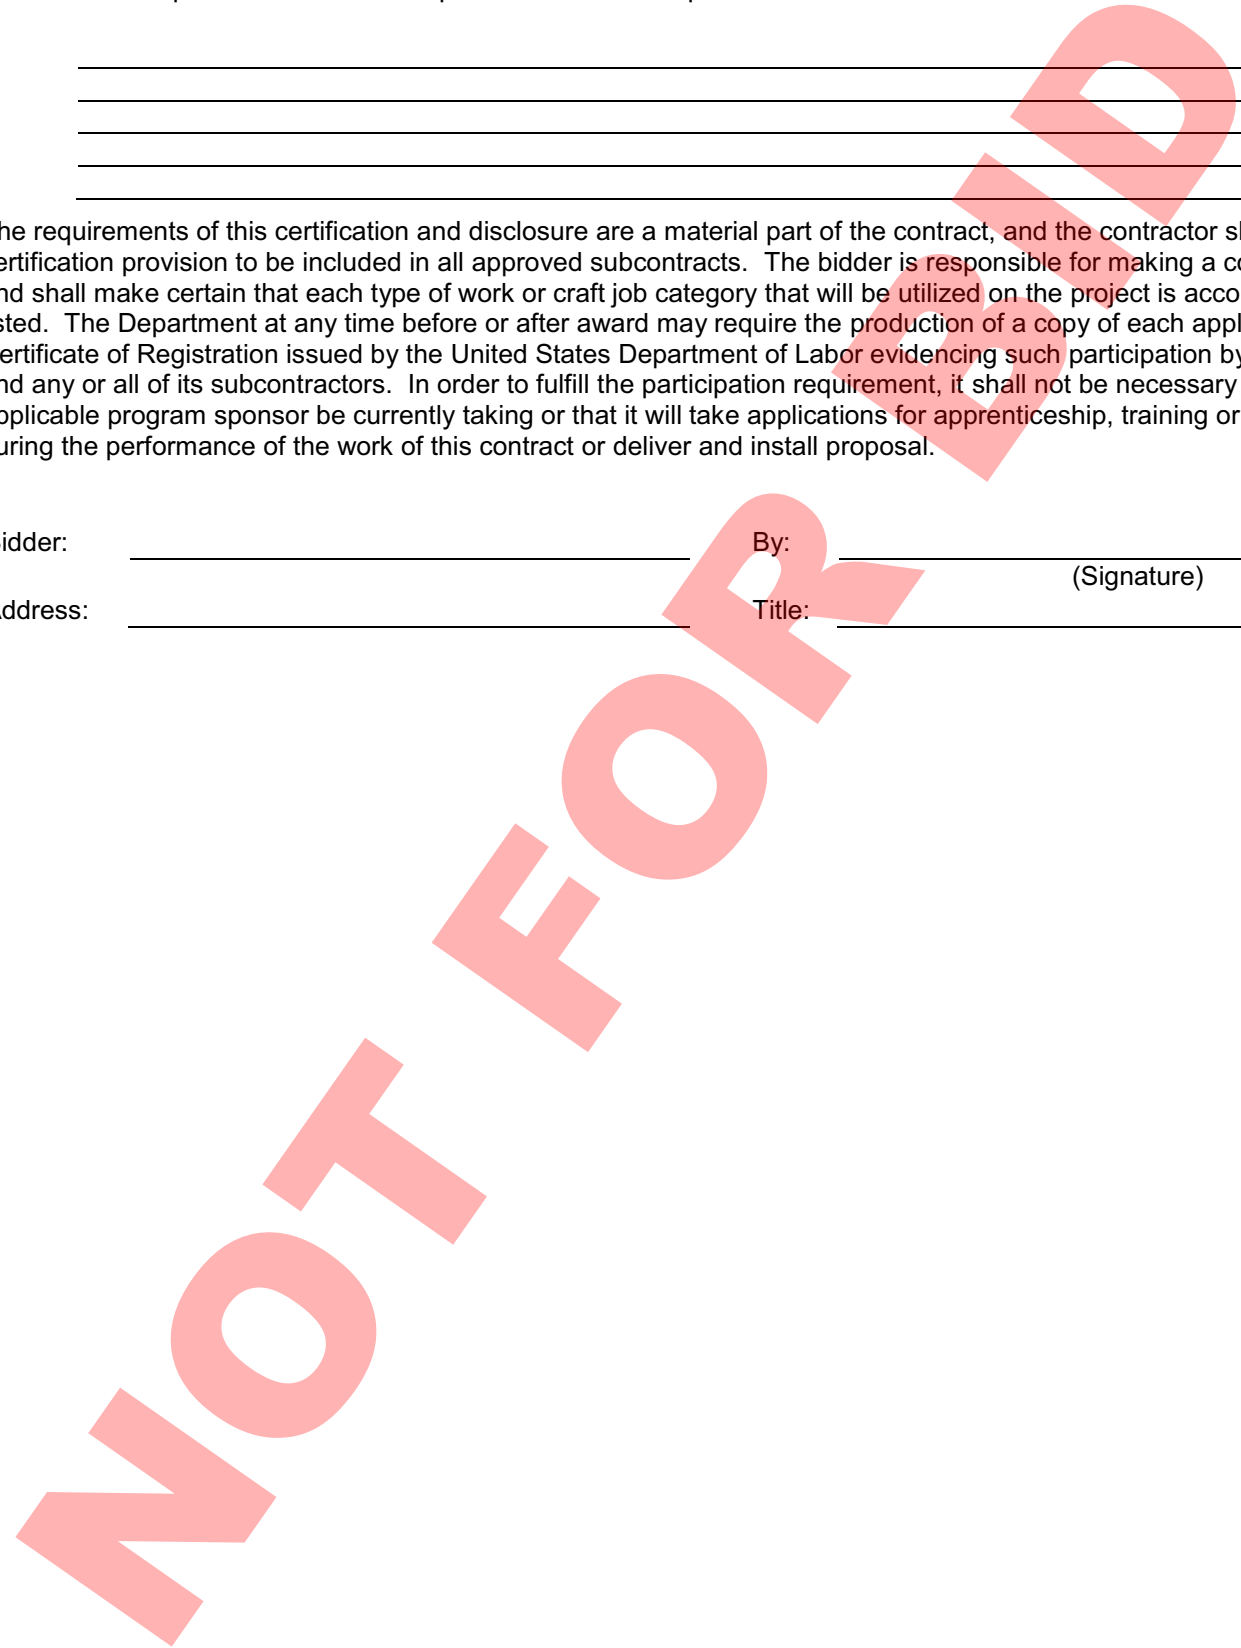 he requirements of this certification and disclosure are a material part of the contract, and the contractor
ertification provision to be included in all approved subcontracts. The bidder is responsible for making a
nd shall make certain that each type of work or craft job category that will be utilized on the project is
sted. The Department at any time before or after award may require the production of a copy of each
ertificate of Registration issued by the United States Department of Labor evidencing such participation by
nd any or all of its subcontractors. In order to fulfill the participation requirement, it shall not be necessary
pplicable program sponsor be currently taking or that it will take applications for apprenticeship, training or
uring the performance of the work of this contract or deliver and install proposal.
idder: By:
(Signature)
ddress: Title:
NOT FOR BID